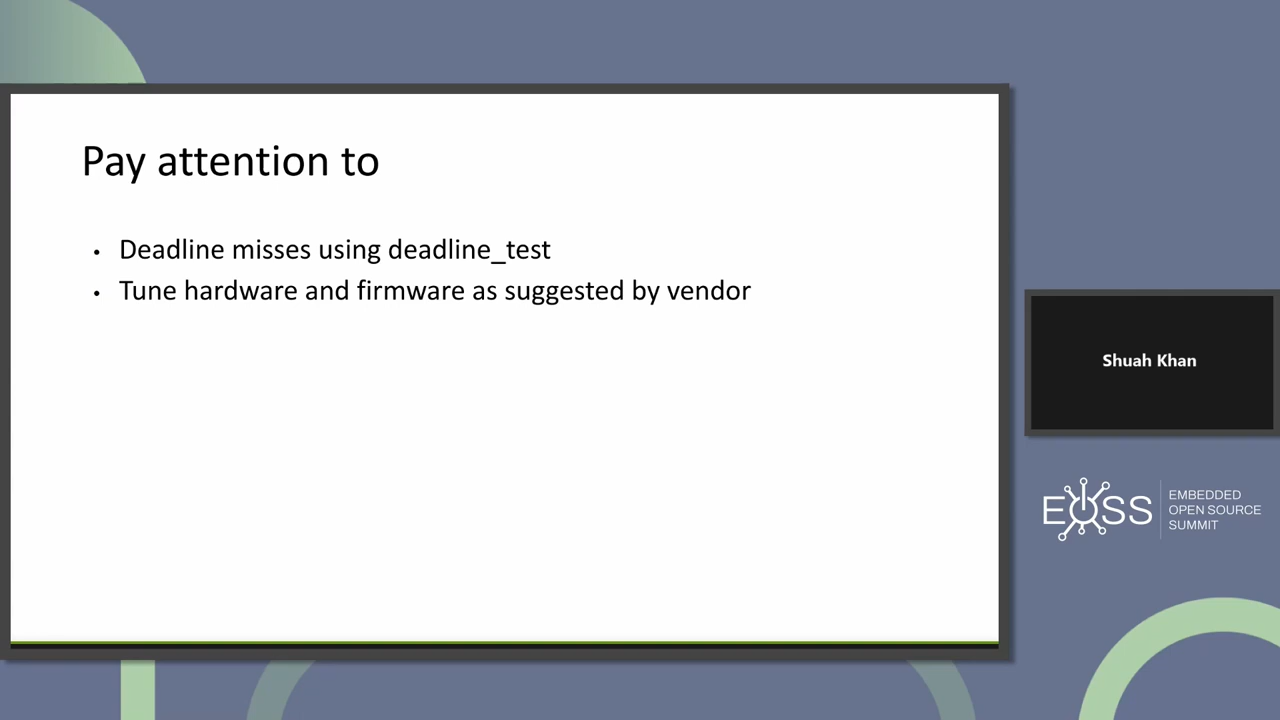 Pay attention to
• Deadline misses using deadline_test
• Tune hardware and firmware as suggested by vendor
Shuah Khan
EOSS
EMBEDDED
OPEN SOURCE
SUMMIT